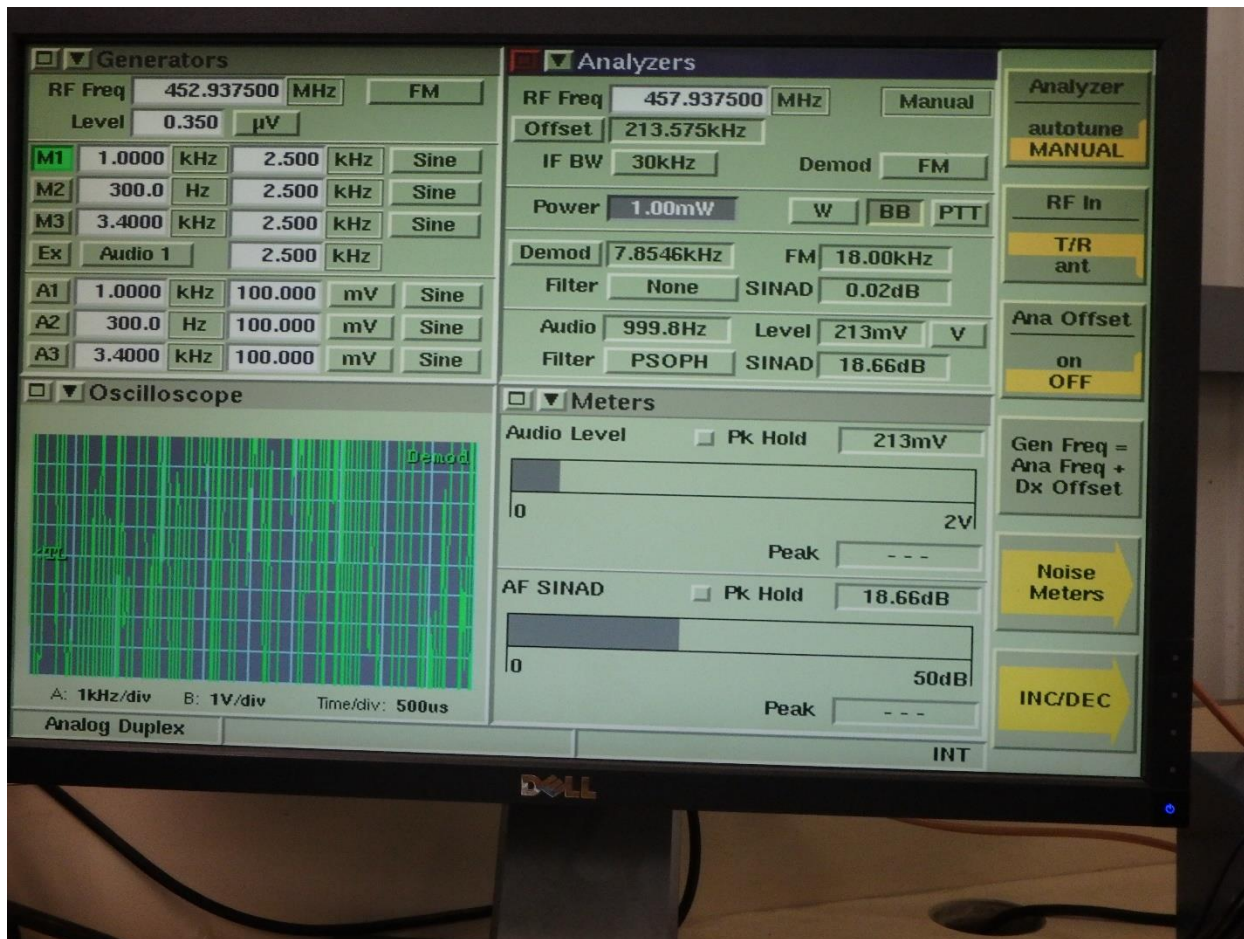 Generators
RF Freq 452.937500 MHz FM
Level 0.350 µV
M1 1.0000 kHz 2.500 kHz Sine
M2 300.0 Hz 2.500 kHz Sine
M3 3.4000 kHz 2.500 kHz Sine
Ex Audio 1 2.500 kHz
A1 1.0000 kHz 100.000 mV Sine
A2 300.0 Hz 100.000 mV Sine
A3 3.4000 kHz 100.000 mV Sine
Analyzers
RF Freq 457.937500 MHz Manual
Offset 213.575kHz
IF BW 30kHz Demod FM
Power 1.00mW W BB PTT
Demod 7.8546kHz FM 18.00kHz
Filter None SINAD 0.02dB
Audio 999.8Hz Level 213mV V
Filter PSOPH SINAD 18.66dB
Oscilloscope
Demod
A: 1kHz/div B: 1V/div Time/div: 500us
Meters
Audio Level Pk Hold 213mV
0 2V
Peak - - -
AF SINAD Pk Hold 18.66dB
0 50dB
Peak - - -
Analyzer
autotune
MANUAL
RF In
T/R
ant
Ana Offset
on
OFF
Gen Freq =
Ana Freq +
Dx Offset
Noise
Meters
INC/DEC
Analog Duplex
INT
DELL